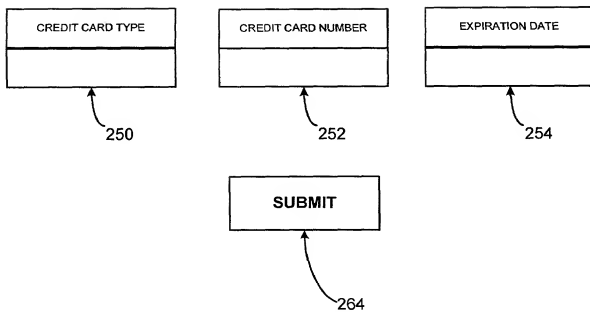 CREDIT CARD TYPE
CREDIT CARD NUMBER
EXPIRATION DATE
250
252
254
SUBMIT
264